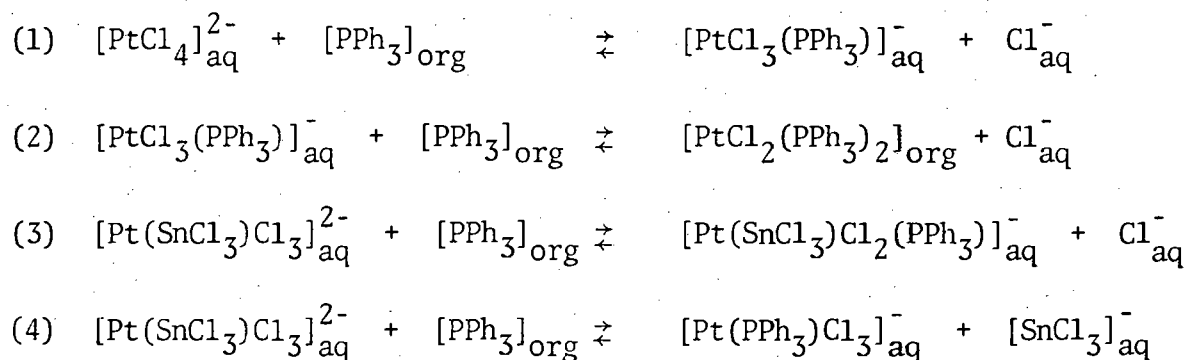 (1) [PtCl₄]²⁻aq + [PPh₃]org ⇄ [PtCl₃(PPh₃)]⁻aq + Cl⁻aq
(2) [PtCl₃(PPh₃)]⁻aq + [PPh₃]org ⇄ [PtCl₂(PPh₃)₂]org + Cl⁻aq
(3) [Pt(SnCl₃)Cl₃]²⁻aq + [PPh₃]org ⇄ [Pt(SnCl₃)Cl₂(PPh₃)]⁻aq + Cl⁻aq
(4) [Pt(SnCl₃)Cl₃]²⁻aq + [PPh₃]org ⇄ [Pt(PPh₃)Cl₃]⁻aq + [SnCl₃]⁻aq